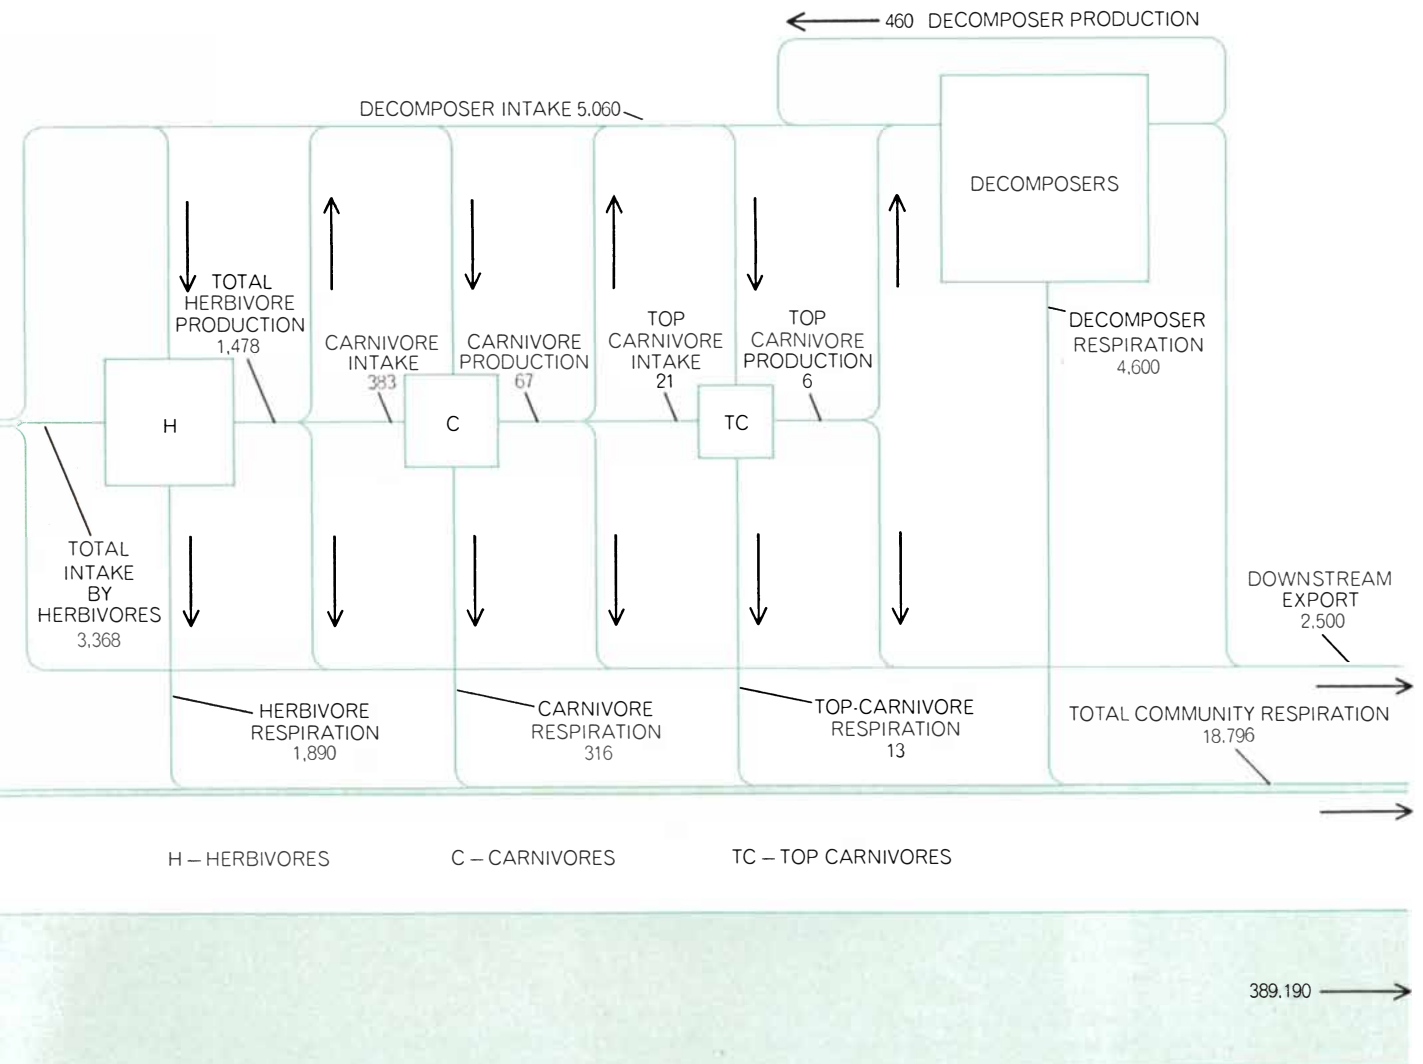 460 DECOMPOSER PRODUCTION
DECOMPOSER INTAKE 5.060
DECOMPOSERS
TOTAL
HERBIVORE
PRODUCTION
1,478
CARNIVORE
INTAKE
383
CARNIVORE
PRODUCTION
67
TOP
CARNIVORE
INTAKE
21
TOP
CARNIVORE
PRODUCTION
6
DECOMPOSER
RESPIRATION
4,600
H
C
TC
TOTAL
INTAKE
BY
HERBIVORES
3,368
DOWNSTREAM
EXPORT
2,500
HERBIVORE
RESPIRATION
1,890
CARNIVORE
RESPIRATION
316
TOP-CARNIVORE
RESPIRATION
13
TOTAL COMMUNITY RESPIRATION
18.796
H – HERBIVORES
C – CARNIVORES
TC – TOP CARNIVORES
389.190